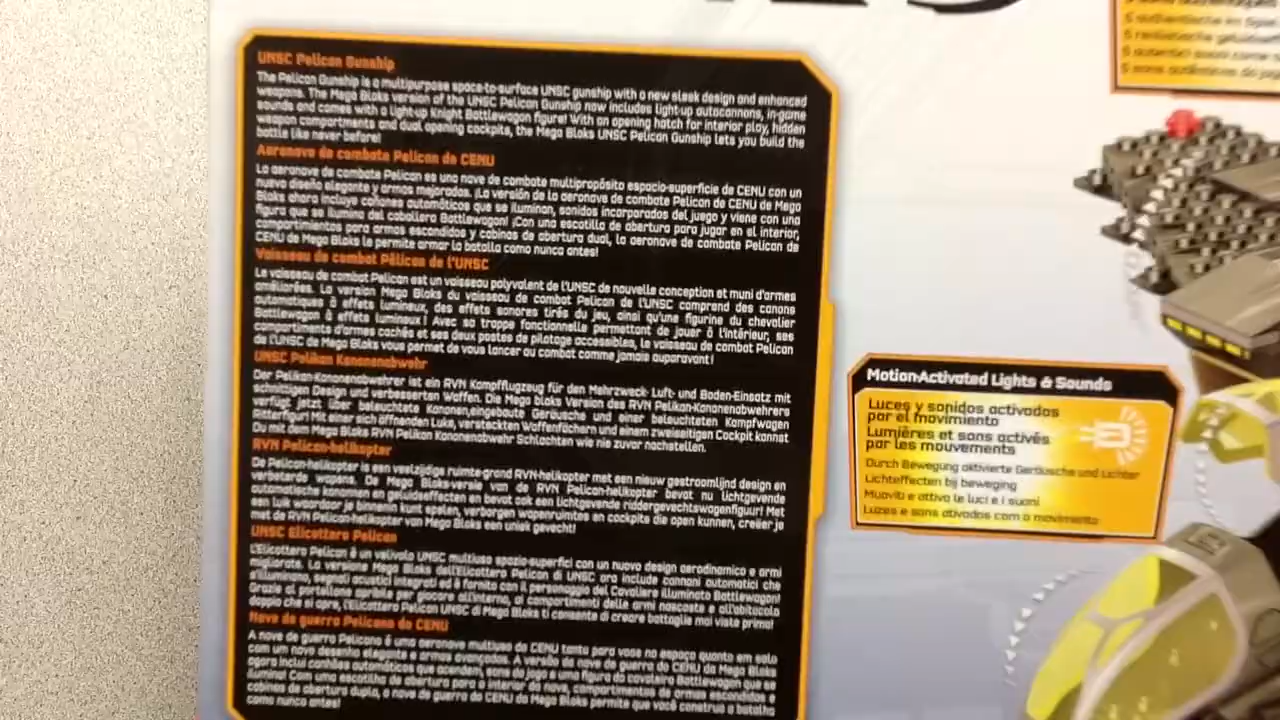 UNSC Pelican Gunship
The Pelican Gunship is a multipurpose space-to-surface UNSC gunship with a new sleek design and enhanced
weapons. The Mega Bloks version of the UNSC Pelican Gunship now includes light-up autocannons, in-game
sounds and comes with a light-up Knight Battlewagon figure! With an opening hatch for interior play, hidden
weapon compartments and dual opening cockpits, the Mega Bloks UNSC Pelican Gunship lets you build the
battle like never before!
Aeronave de combate Pelican de CENU
La aeronave de combate Pelican es una nave de combate multipropósito espacio-superficie de CENU con un
nuevo diseño elegante y armas mejoradas. ¡La versión de la aeronave de combate Pelican de CENU de Mega
Bloks ahora incluye cañones automáticos que se iluminan, sonidos incorporados del juego y viene con una
figura que se ilumina del caballero Battlewagon! ¡Con una escotilla de abertura para jugar en el interior,
compartimientos para armas escondidos y cabinas de abertura dual, la aeronave de combate Pelican de
CENU de Mega Bloks le permite armar la batalla como nunca antes!
Vaisseau de combat Pélican de l'UNSC
Le vaisseau de combat Pélican est un vaisseau polyvalent de l'UNSC de nouvelle conception et muni d'armes
améliorées. La version Mega Bloks du vaisseau de combat Pelican de l'UNSC comprend des canons
automatiques à effets lumineux, des effets sonores tirés du jeu, ainsi qu'une figurine du chevalier
Battlewagon à effets lumineux! Avec sa trappe fonctionnelle permettant de jouer à l'intérieur, ses
compartiments d'armes cachés et ses deux postes de pilotage accessibles, le vaisseau de combat Pelican
de l'UNSC de Mega Bloks vous permet de vous lancer au combat comme jamais auparavant!
UNSC Pelikan Kanonenabwehr
Der Pelikan-Kanonenabwehrer ist ein RVN Kampfflugzeug für den Mehrzweck- Luft- und Boden-Einsatz mit
schnittigen Design und verbesserten Waffen. Die Mega bloks Version des RVN Pelikan-Kanonenabwehrers
verfügt jetzt über beleuchtete Kanonen,eingebaute Geräusche und einer beleuchteten Kampfwagen
Ritterfigur! Mit einer sich öffnenden Luke, versteckten Waffenfächern und einem zweiseitigen Cockpit kannst
Du mit dem Mega Bloks RVN Pelikan Kanonenabwehr Schlachten wie nie zuvor nachstellen.
RVN Pelican-helikopter
De Pelican-helikopter is een veelzijdige ruimte-grond RVN-helikopter met een nieuw gestroomlijnd design en
verbeterde wapens. De Mega Bloks-versie van de RVN Pelican-helikopter bevat nu lichtgevende
automatische kanonnen en geluidseffecten en bevat ook een lichtgevende riddergevechtswagenfiguur! Met
een luik waardoor je binnenin kunt spelen, verborgen wapenruimtes en cockpits die open kunnen, creëer je
met de RVN Pelican-helikopter van Mega Bloks een uniek gevecht!
UNSC Elicottero Pelican
L'Elicottero Pelican è un velivolo UNSC multiuso spazio-superfici con un nuovo design aerodinamico e armi
migliorate. La versione Mega Bloks dell'Elicottero Pelican di UNSC ora include cannoni automatici che
s'illuminano, segnali acustici integrati ed è fornito con il personaggio del Cavaliere illuminato Battlewagon!
Grazie al portellone apribile per giocare all'interno, ai compartimenti delle armi nascoste e all'abitacolo
doppio che si apre, l'Elicottero Pelican UNSC di Mega Bloks ti consente di creare battaglie mai viste prima!
Nave de guerra Pelicano da CENU
A nave de guerra Pelicano é uma aeronave multiuso da CENU tanto para voos no espaço quanto em solo
com um novo desenho elegante e armas avançadas. A versão da nave de guerra da CENU da Mega Bloks
agora inclui canhões automáticos que acendem, sons do jogo e uma figura do cavaleiro Battlewagon que se
ilumina! Com uma escotilha de abertura para o interior da nave, compartimentos de armas escondidos e
cabines de abertura dupla, a nave de guerra da CENU da Mega Bloks permite que você construa a batalha
como nunca antes!
Motion-Activated Lights & Sounds
Luces y sonidos activados
por el movimiento
Lumières et sons activés
par les mouvements
Durch Bewegung aktivierte Geräusche und Lichter
Lichteffecten bij beweging
Muoviti e attiva le luci e i suoni
Luzes e sons ativados com o movimento